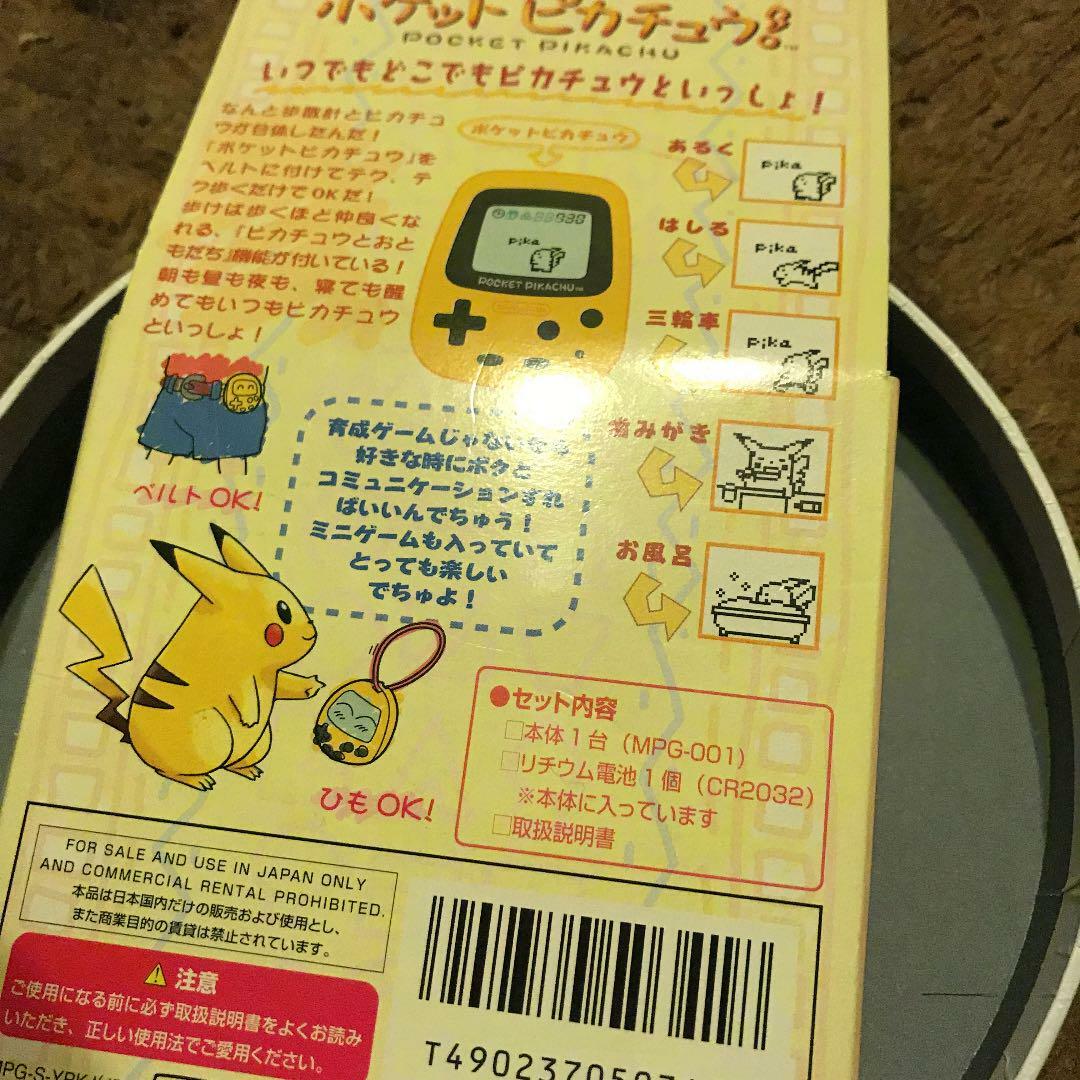 ポケットピカチュウ!
POCKET PIKACHU
いつでもどこでもピカチュウといっしょ!
なんと歩数計とピカチュ
ウが合体したんだ!
「ポケットピカチュウ」を
ベルトに付けてテク、テ
ク歩くだけでOKだ!
歩けば歩くほど仲良くな
れる、「ピカチュウとおと
もだち」機能が付いている!
朝も昼も夜も、寝ても醒
めてもいつもピカチュウ
といっしょ!
ポケットピカチュウ
pika
POCKET PIKACHU
あるく
pika
はしる
pika
三輪車
pika
歯みがき
お風呂
ベルトOK!
育成ゲームじゃないから
好きな時にボクと
コミュニケーションすれ
ばいいんでちゅう!
ミニゲームも入っていて
とっても楽しい
でちゅよ!
ひもOK!
●セット内容
□本体1台(MPG-001)
□リチウム電池1個(CR2032)
※本体に入っています
□取扱説明書
FOR SALE AND USE IN JAPAN ONLY
AND COMMERCIAL RENTAL PROHIBITED.
本品は日本国内だけの販売および使用とし、
また商業目的の賃貸は禁止されています。
⚠注意
ご使用になる前に必ず取扱説明書をよくお読み
いただき、正しい使用法でご愛用ください。